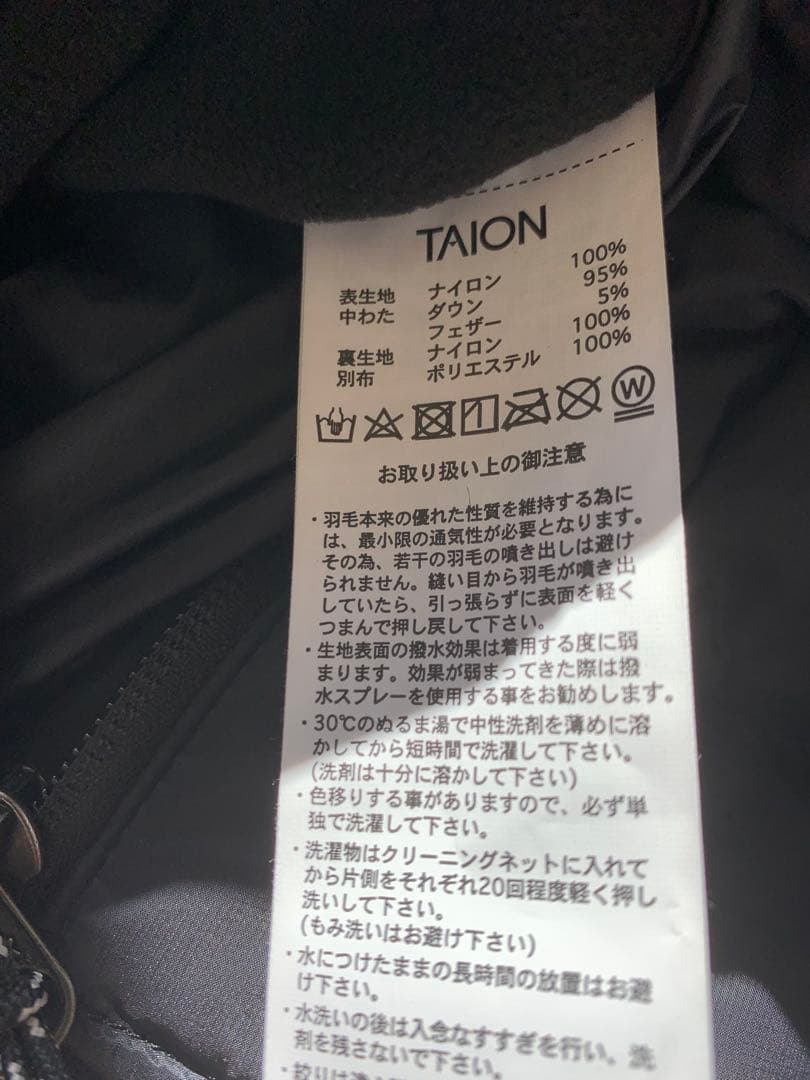 TAION
表生地 ナイロン 100%
中わた ダウン 95%
フェザー 5%
裏生地 ナイロン 100%
別布 ポリエステル 100%
W
お取り扱い上の御注意
・羽毛本来の優れた性質を維持する為に
は、最小限の通気性が必要となります。
その為、若干の羽毛の噴き出しは避け
られません。縫い目から羽毛が噴き出
していたら、引っ張らずに表面を軽く
つまんで押し戻して下さい。
・生地表面の撥水効果は着用する度に弱
まります。効果が弱まってきた際は撥
水スプレーを使用する事をお勧めします。
・30℃のぬるま湯で中性洗剤を薄めに溶
かしてから短時間で洗濯して下さい。
(洗剤は十分に溶かして下さい)
・色移りする事がありますので、必ず単
独で洗濯して下さい。
・洗濯物はクリーニングネットに入れて
から片側をそれぞれ20回程度軽く押し
洗いして下さい。
(もみ洗いはお避け下さい)
・水につけたままの長時間の放置はお避
け下さい。
・水洗いの後は入念なすすぎを行い、洗
剤を残さないで下さい。
・絞りは